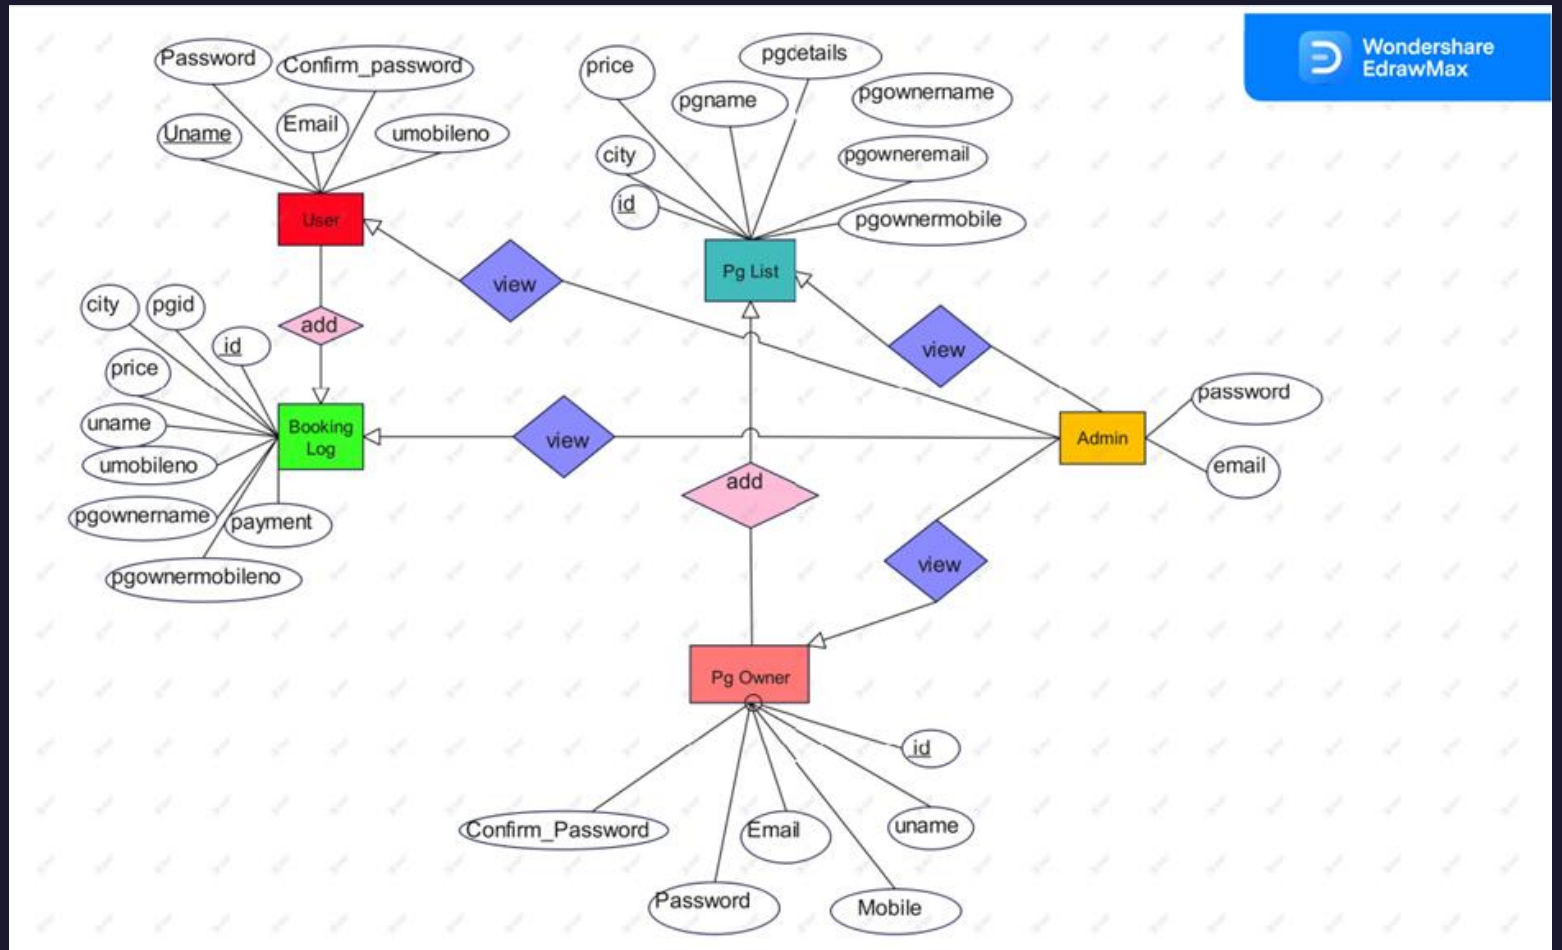 Wondershare
EdrawMax
Password
Confirm_password
Uname
Email
umobileno
User
price
pgdetails
pgname
pgownername
city
pgowneremail
id
pgownermobile
Pg List
view
view
add
city
pgid
id
price
uname
umobileno
pgownername
payment
pgownermobileno
Booking
Log
view
add
Admin
password
email
view
Pg Owner
id
Confirm_Password
Email
uname
Password
Mobile